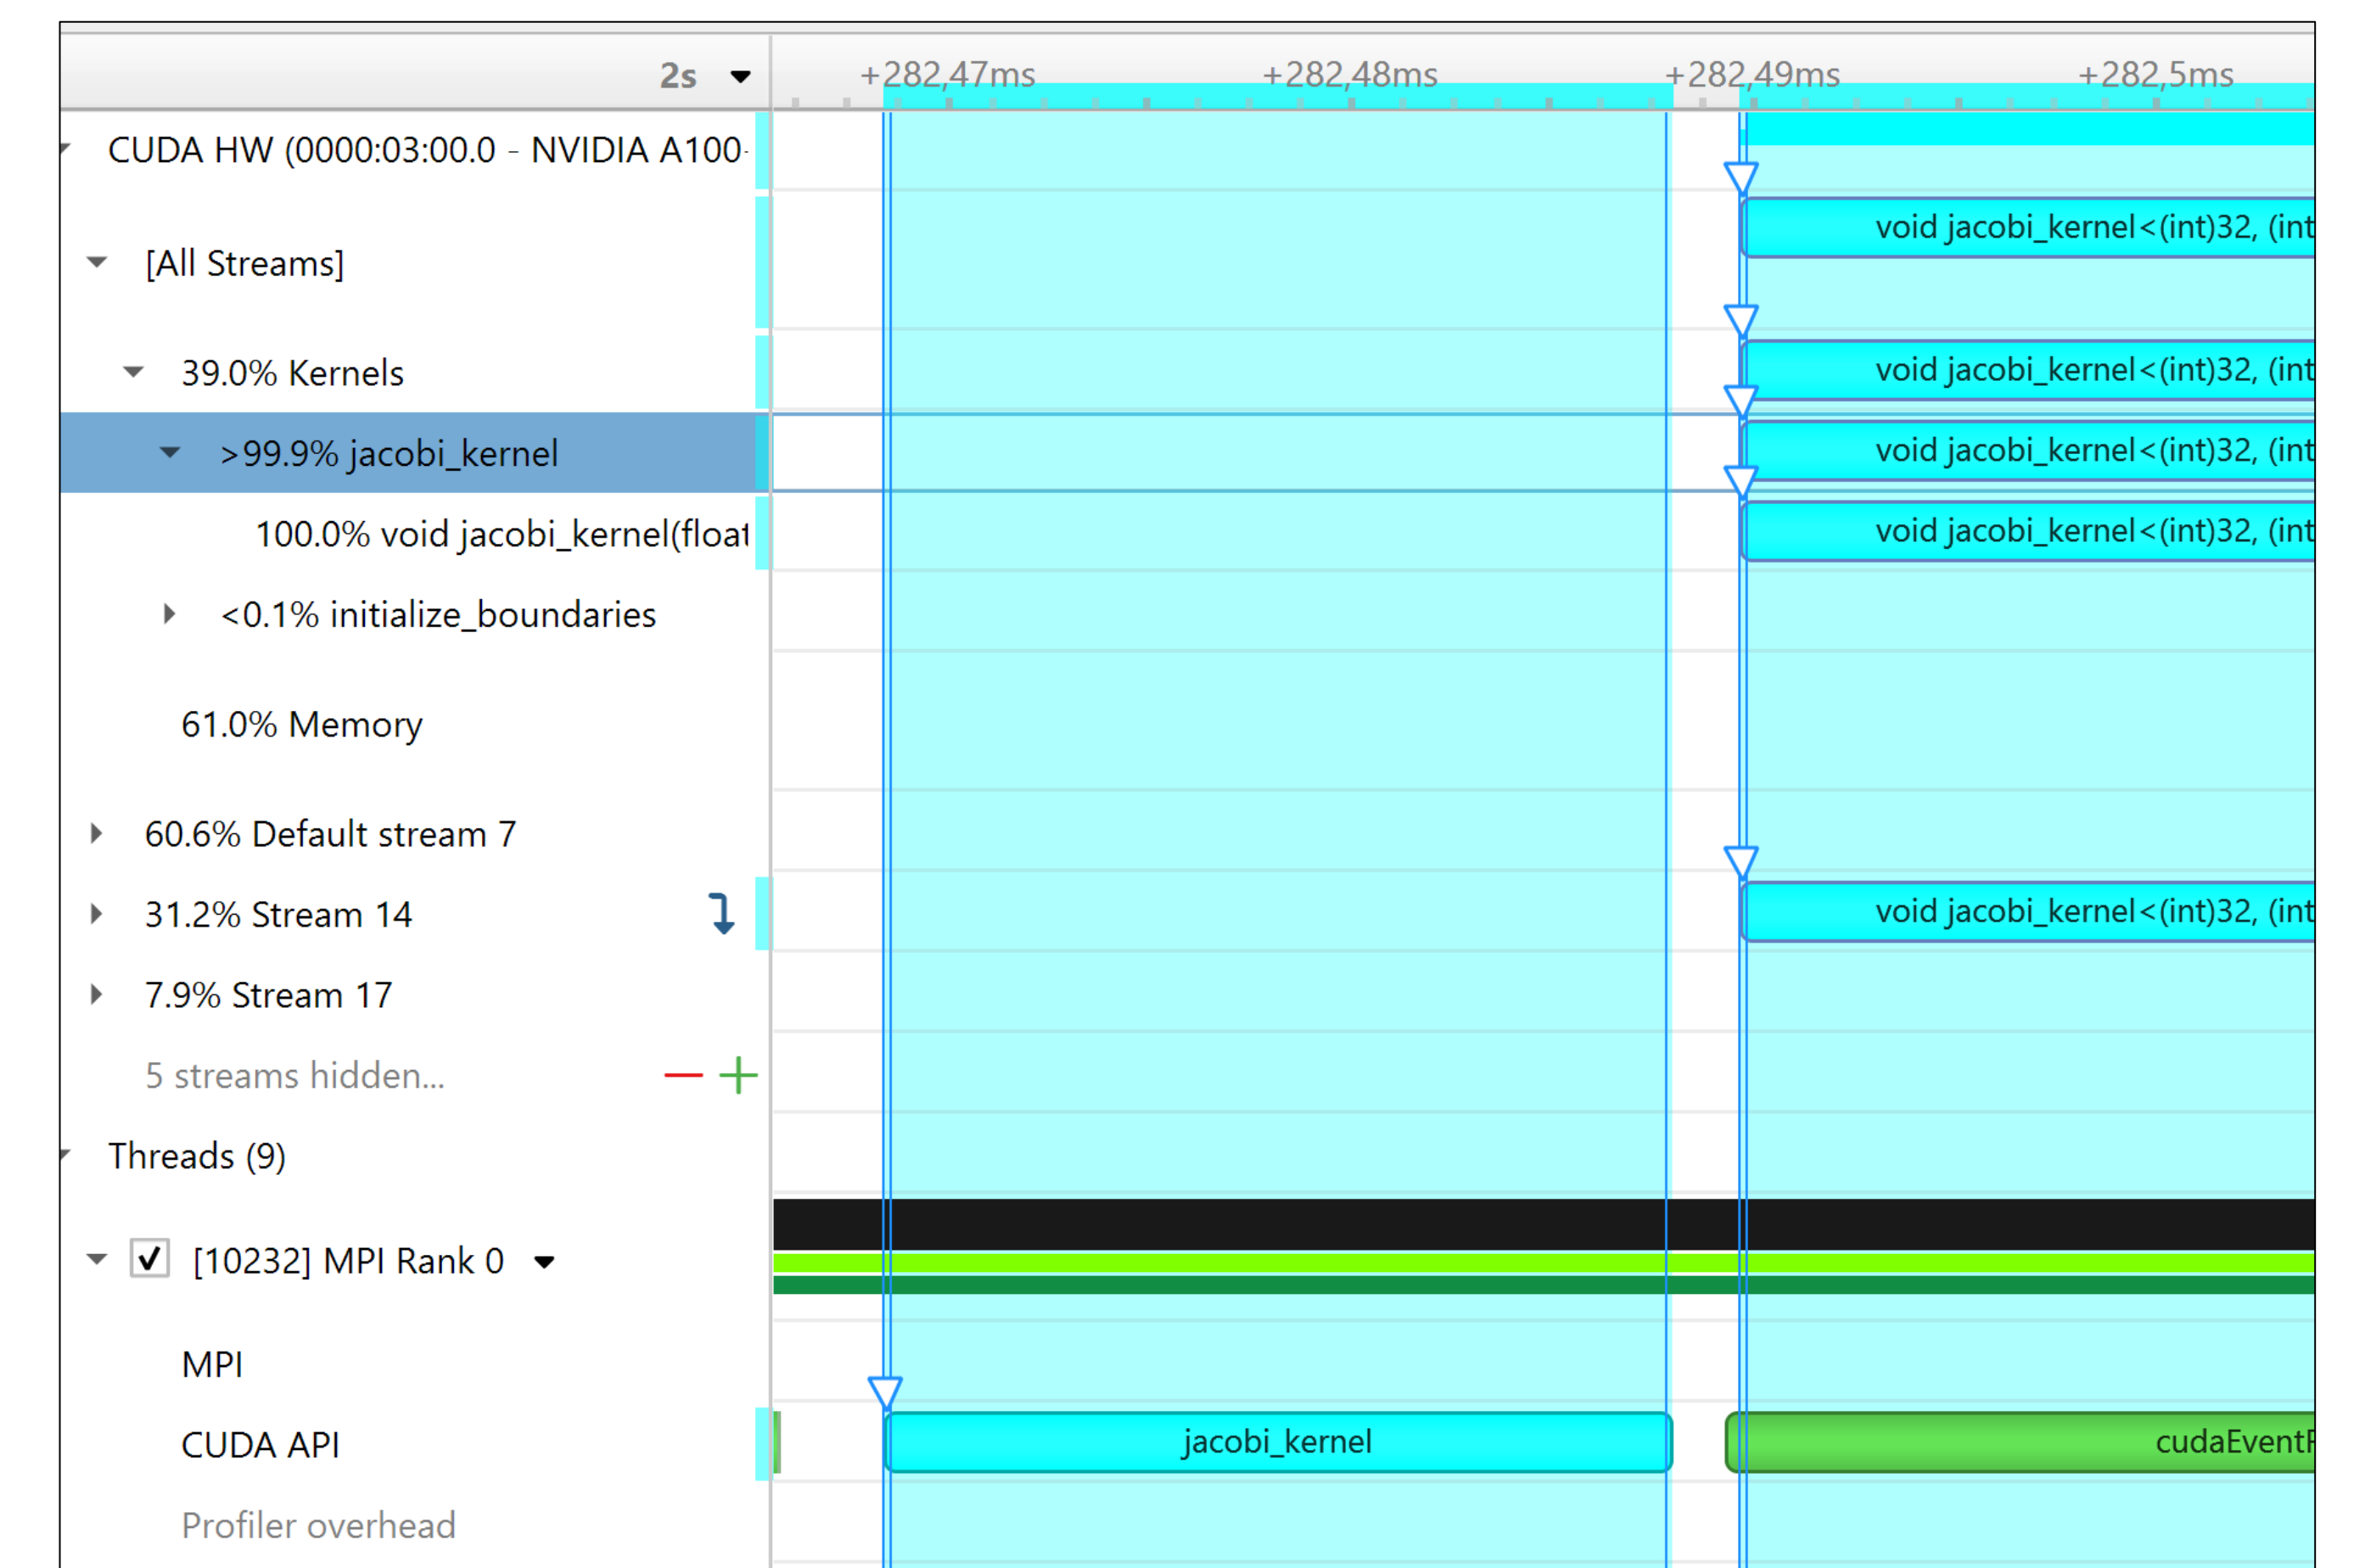 2s +282,47ms +282,48ms +282,49ms +282,5ms
CUDA HW (0000:03:00.0 - NVIDIA A100-
[All Streams] void jacobi_kernel<(int)32, (int
39.0% Kernels void jacobi_kernel<(int)32, (int
>99.9% jacobi_kernel void jacobi_kernel<(int)32, (int
100.0% void jacobi_kernel(float void jacobi_kernel<(int)32, (int
<0.1% initialize_boundaries
61.0% Memory
60.6% Default stream 7
31.2% Stream 14 void jacobi_kernel<(int)32, (int
7.9% Stream 17
5 streams hidden...
Threads (9)
[10232] MPI Rank 0
MPI
CUDA API jacobi_kernel cudaEventR
Profiler overhead